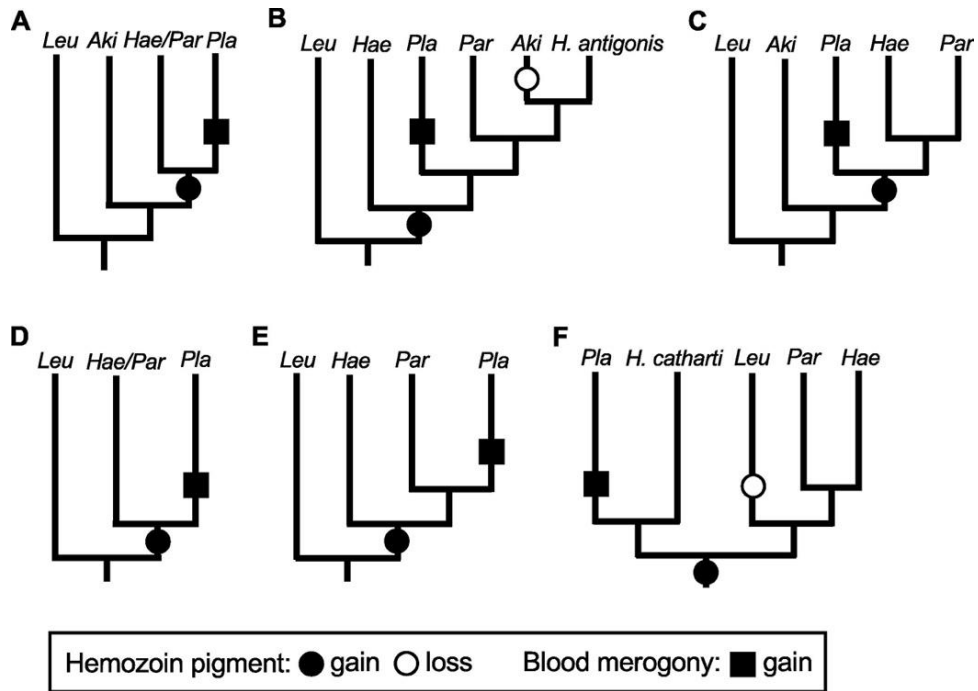 A
Leu Aki Hae/Par Pla
B
Leu Hae Pla Par Aki H. antigonis
C
Leu Aki Pla Hae Par
D
Leu Hae/Par Pla
E
Leu Hae Par Pla
F
Pla H. catharti Leu Par Hae
Hemozoin pigment: gain loss Blood merogony: gain